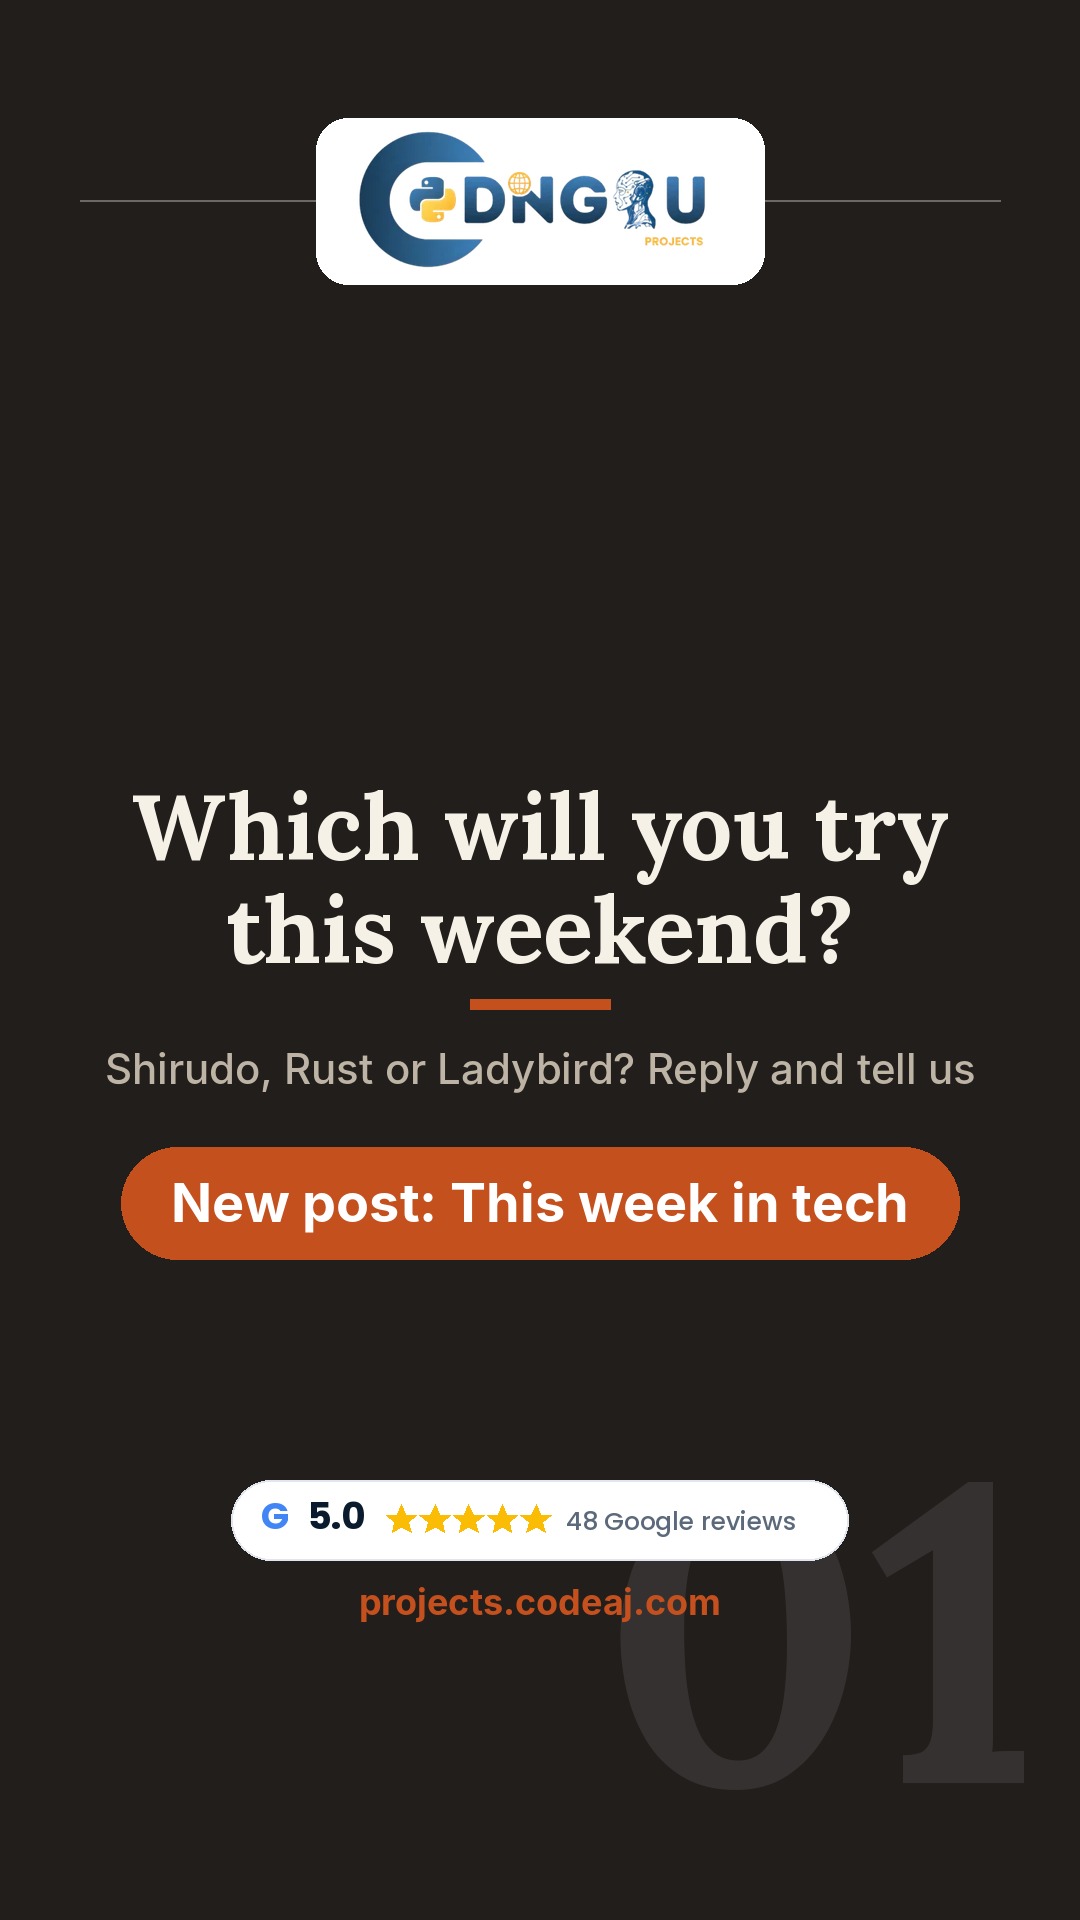 CDNGJU
PROJECTS
Which will you try
this weekend?
Shirudo, Rust or Ladybird? Reply and tell us
New post: This week in tech
G 5.0 48 Google reviews
projects.codeaj.com
01